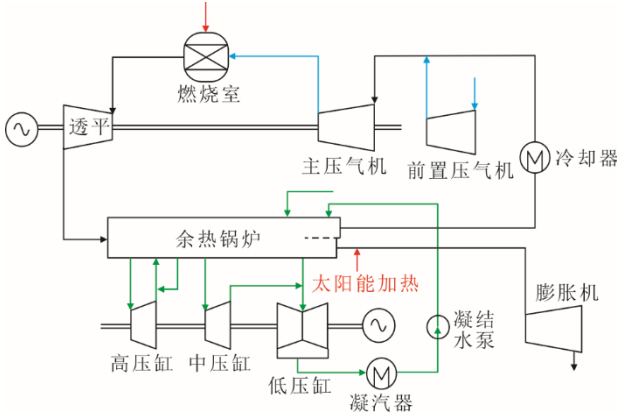 燃烧室
透平
主压气机
前置压气机
冷却器
余热锅炉
太阳能加热
膨胀机
高压缸
中压缸
低压缸
凝汽器
凝结
水泵